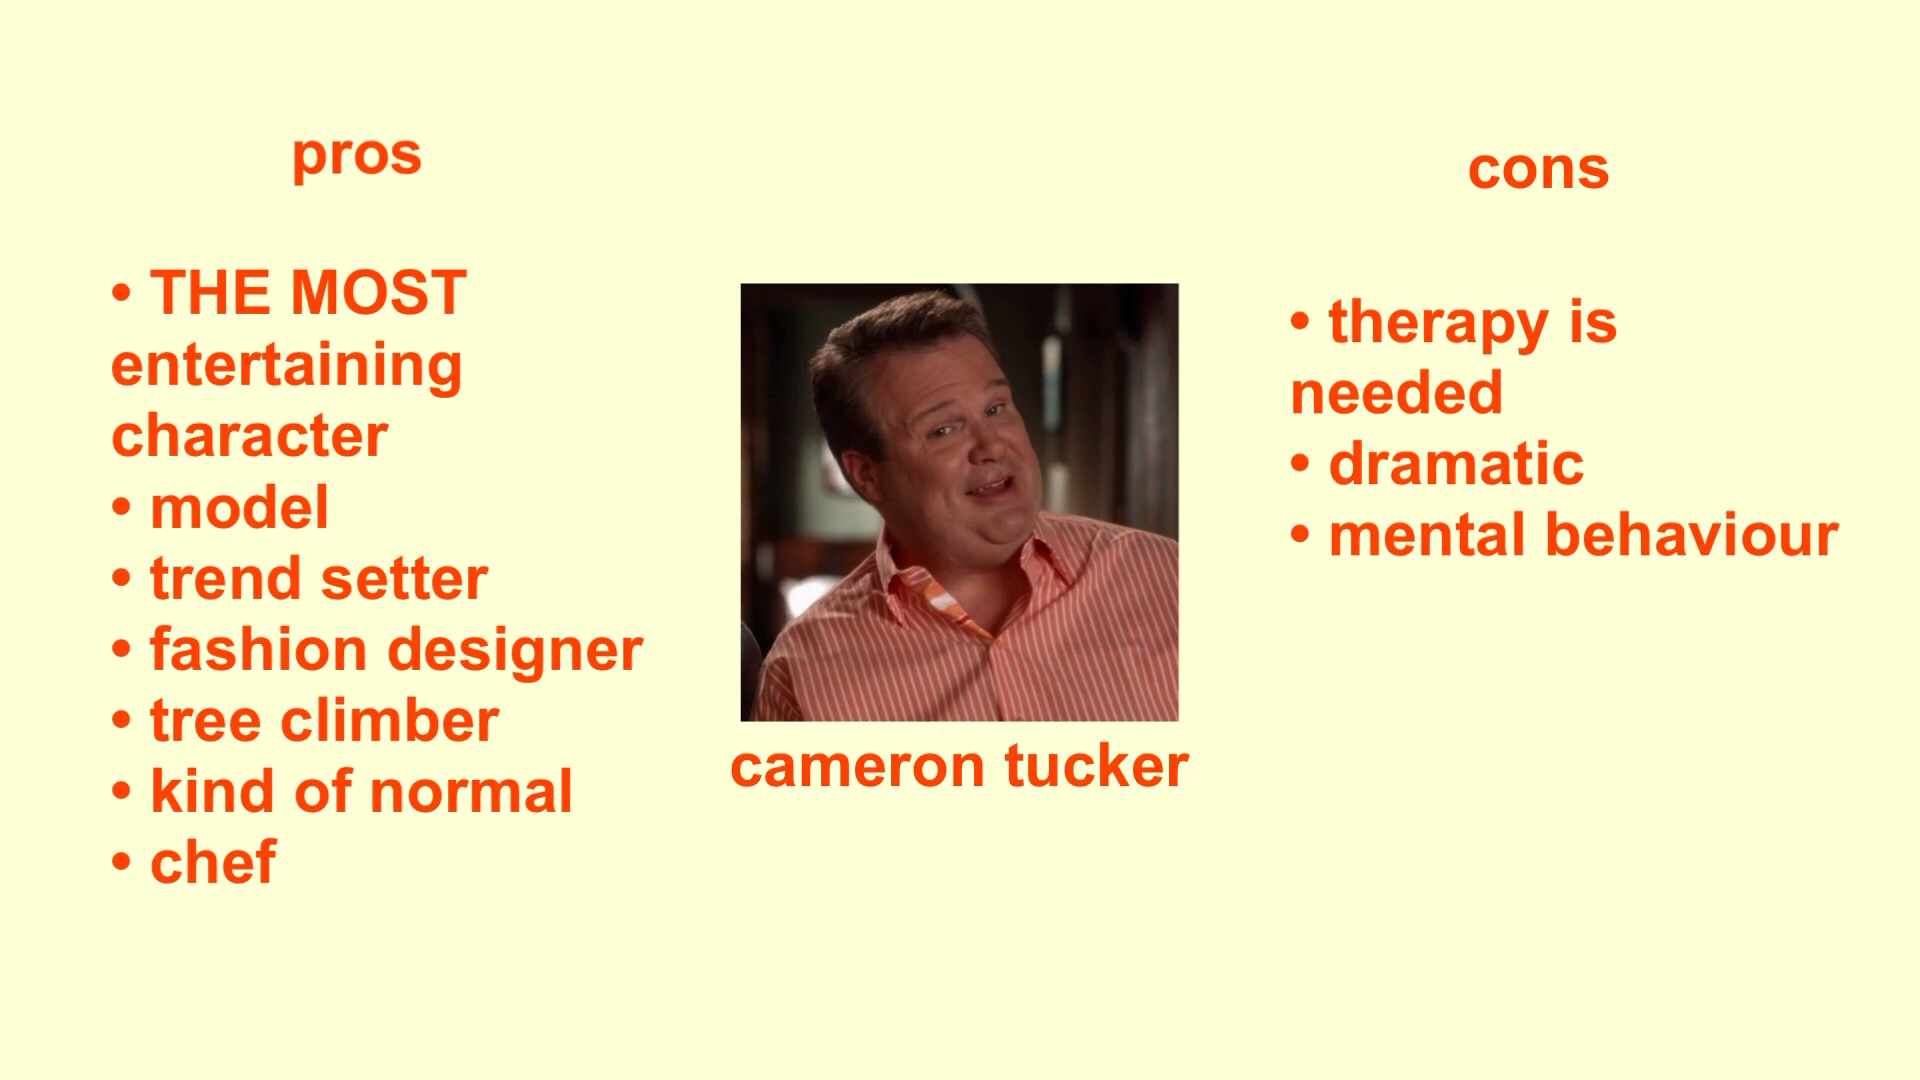 pros
• THE MOST
entertaining
character
• model
• trend setter
• fashion designer
• tree climber
• kind of normal
• chef
cameron tucker
cons
• therapy is
needed
• dramatic
• mental behaviour